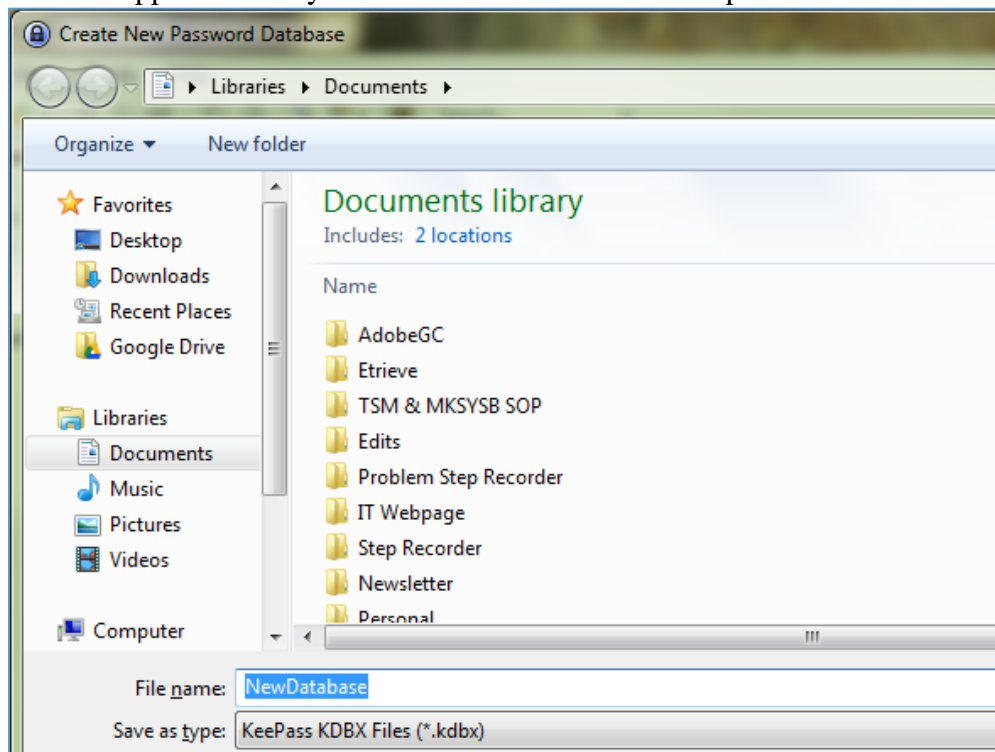 Create New Password Database
Libraries Documents
Organize New folder
Favorites
Desktop
Downloads
Recent Places
Google Drive
Libraries
Documents
Music
Pictures
Videos
Computer
Documents library
Includes: 2 locations
Name
AdobeGC
Etrieve
TSM & MKSYSB SOP
Edits
Problem Step Recorder
IT Webpage
Step Recorder
Newsletter
Personal
File name: NewDatabase
Save as type: KeePass KDBX Files (*.kdbx)